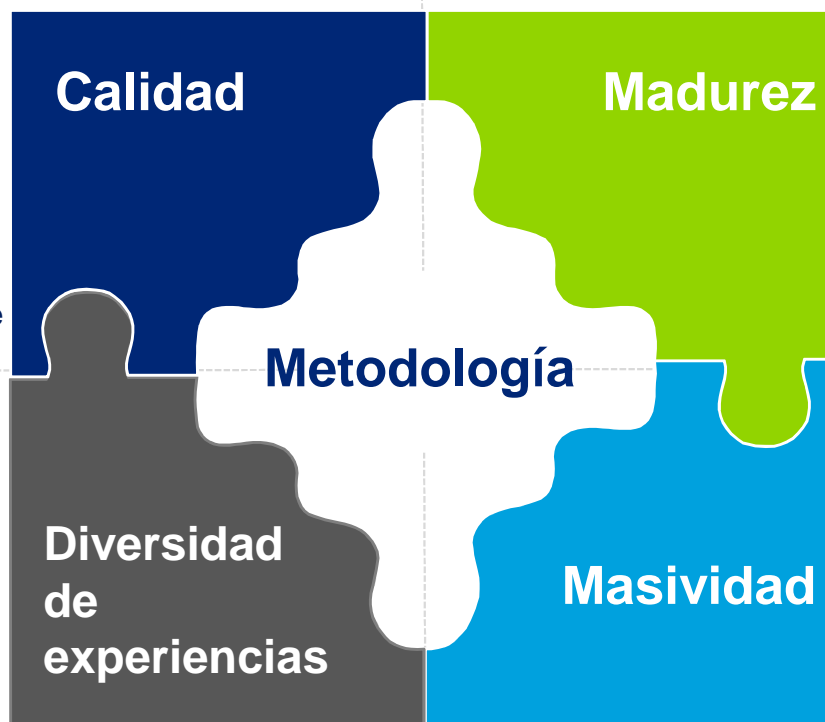 Calidad
Madurez
e
Metodología
Diversidad
de
experiencias
Masividad